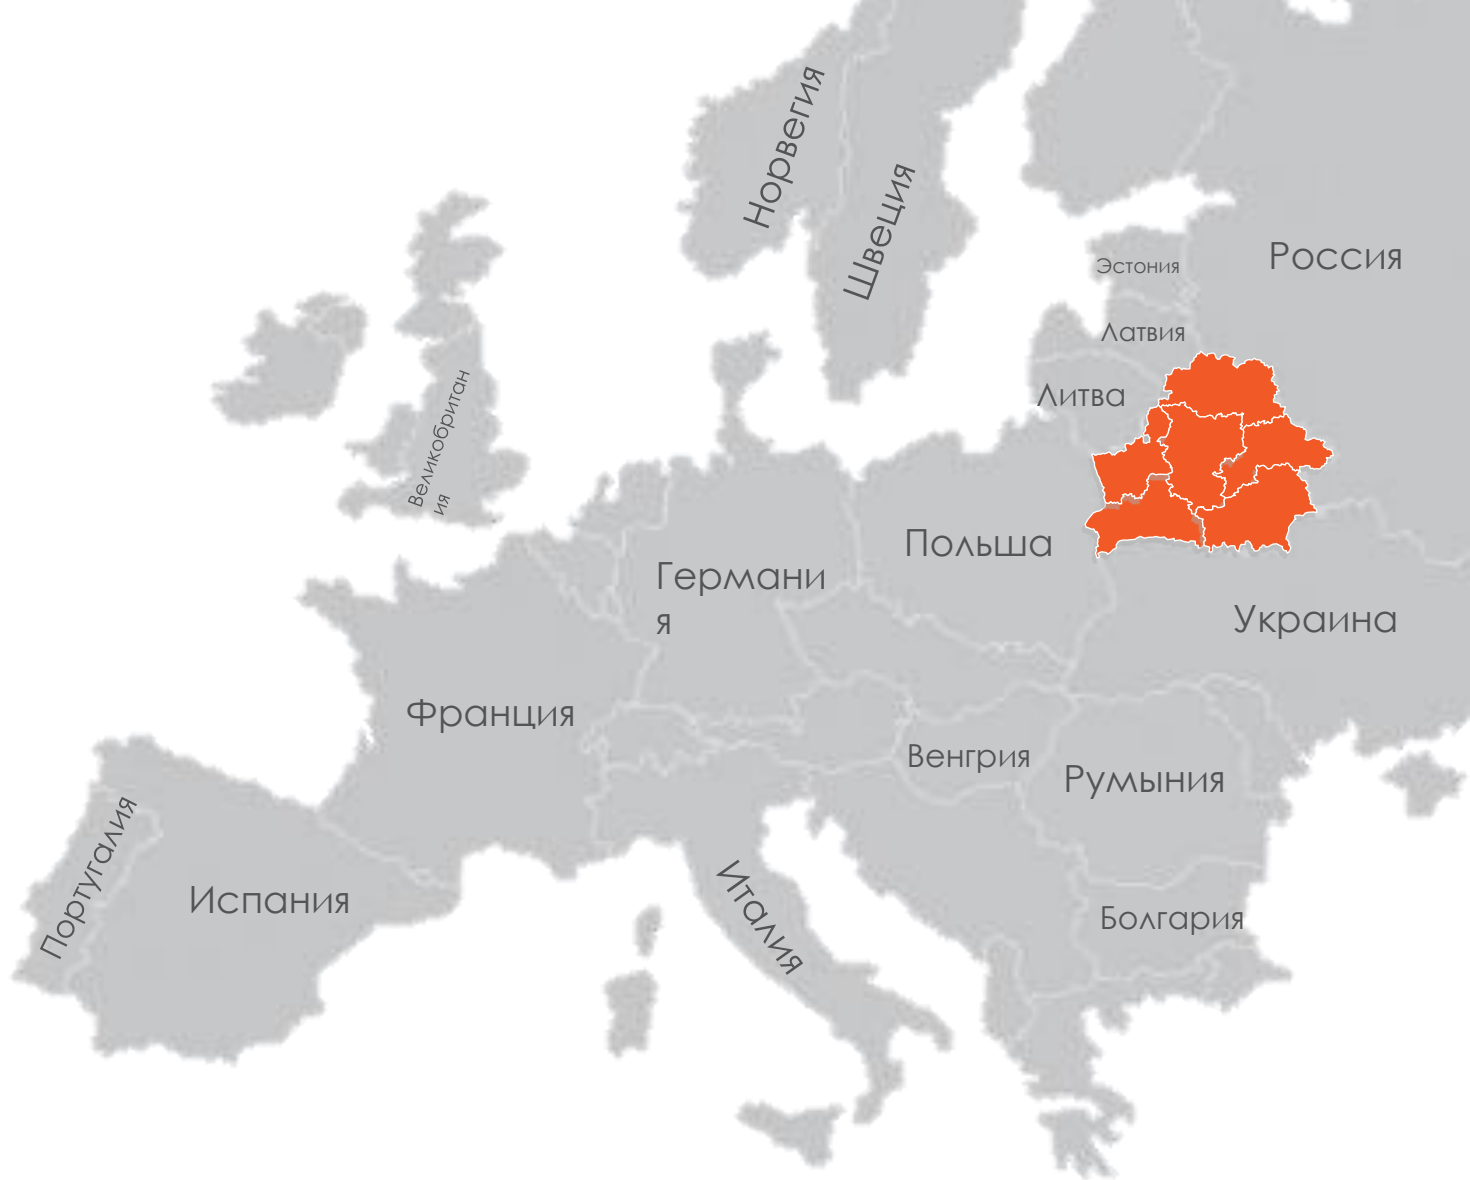 Норвегия
Швеция
Россия
Эстония
Латвия
Литва
Великобритан
ия
Польша
Германи
я
Украина
Франция
Венгрия
Румыния
Португалия
Испания
Италия
Болгария